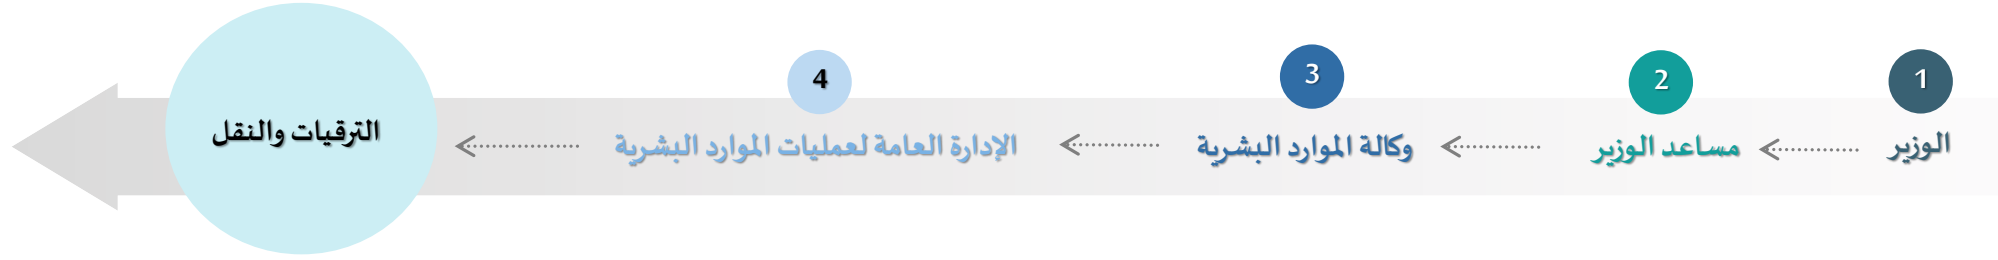 1
الوزير
2
مساعد الوزير
3
وكالة الموارد البشرية
4
الإدارة العامة لعمليات الموارد البشرية
الترقيات والنقل